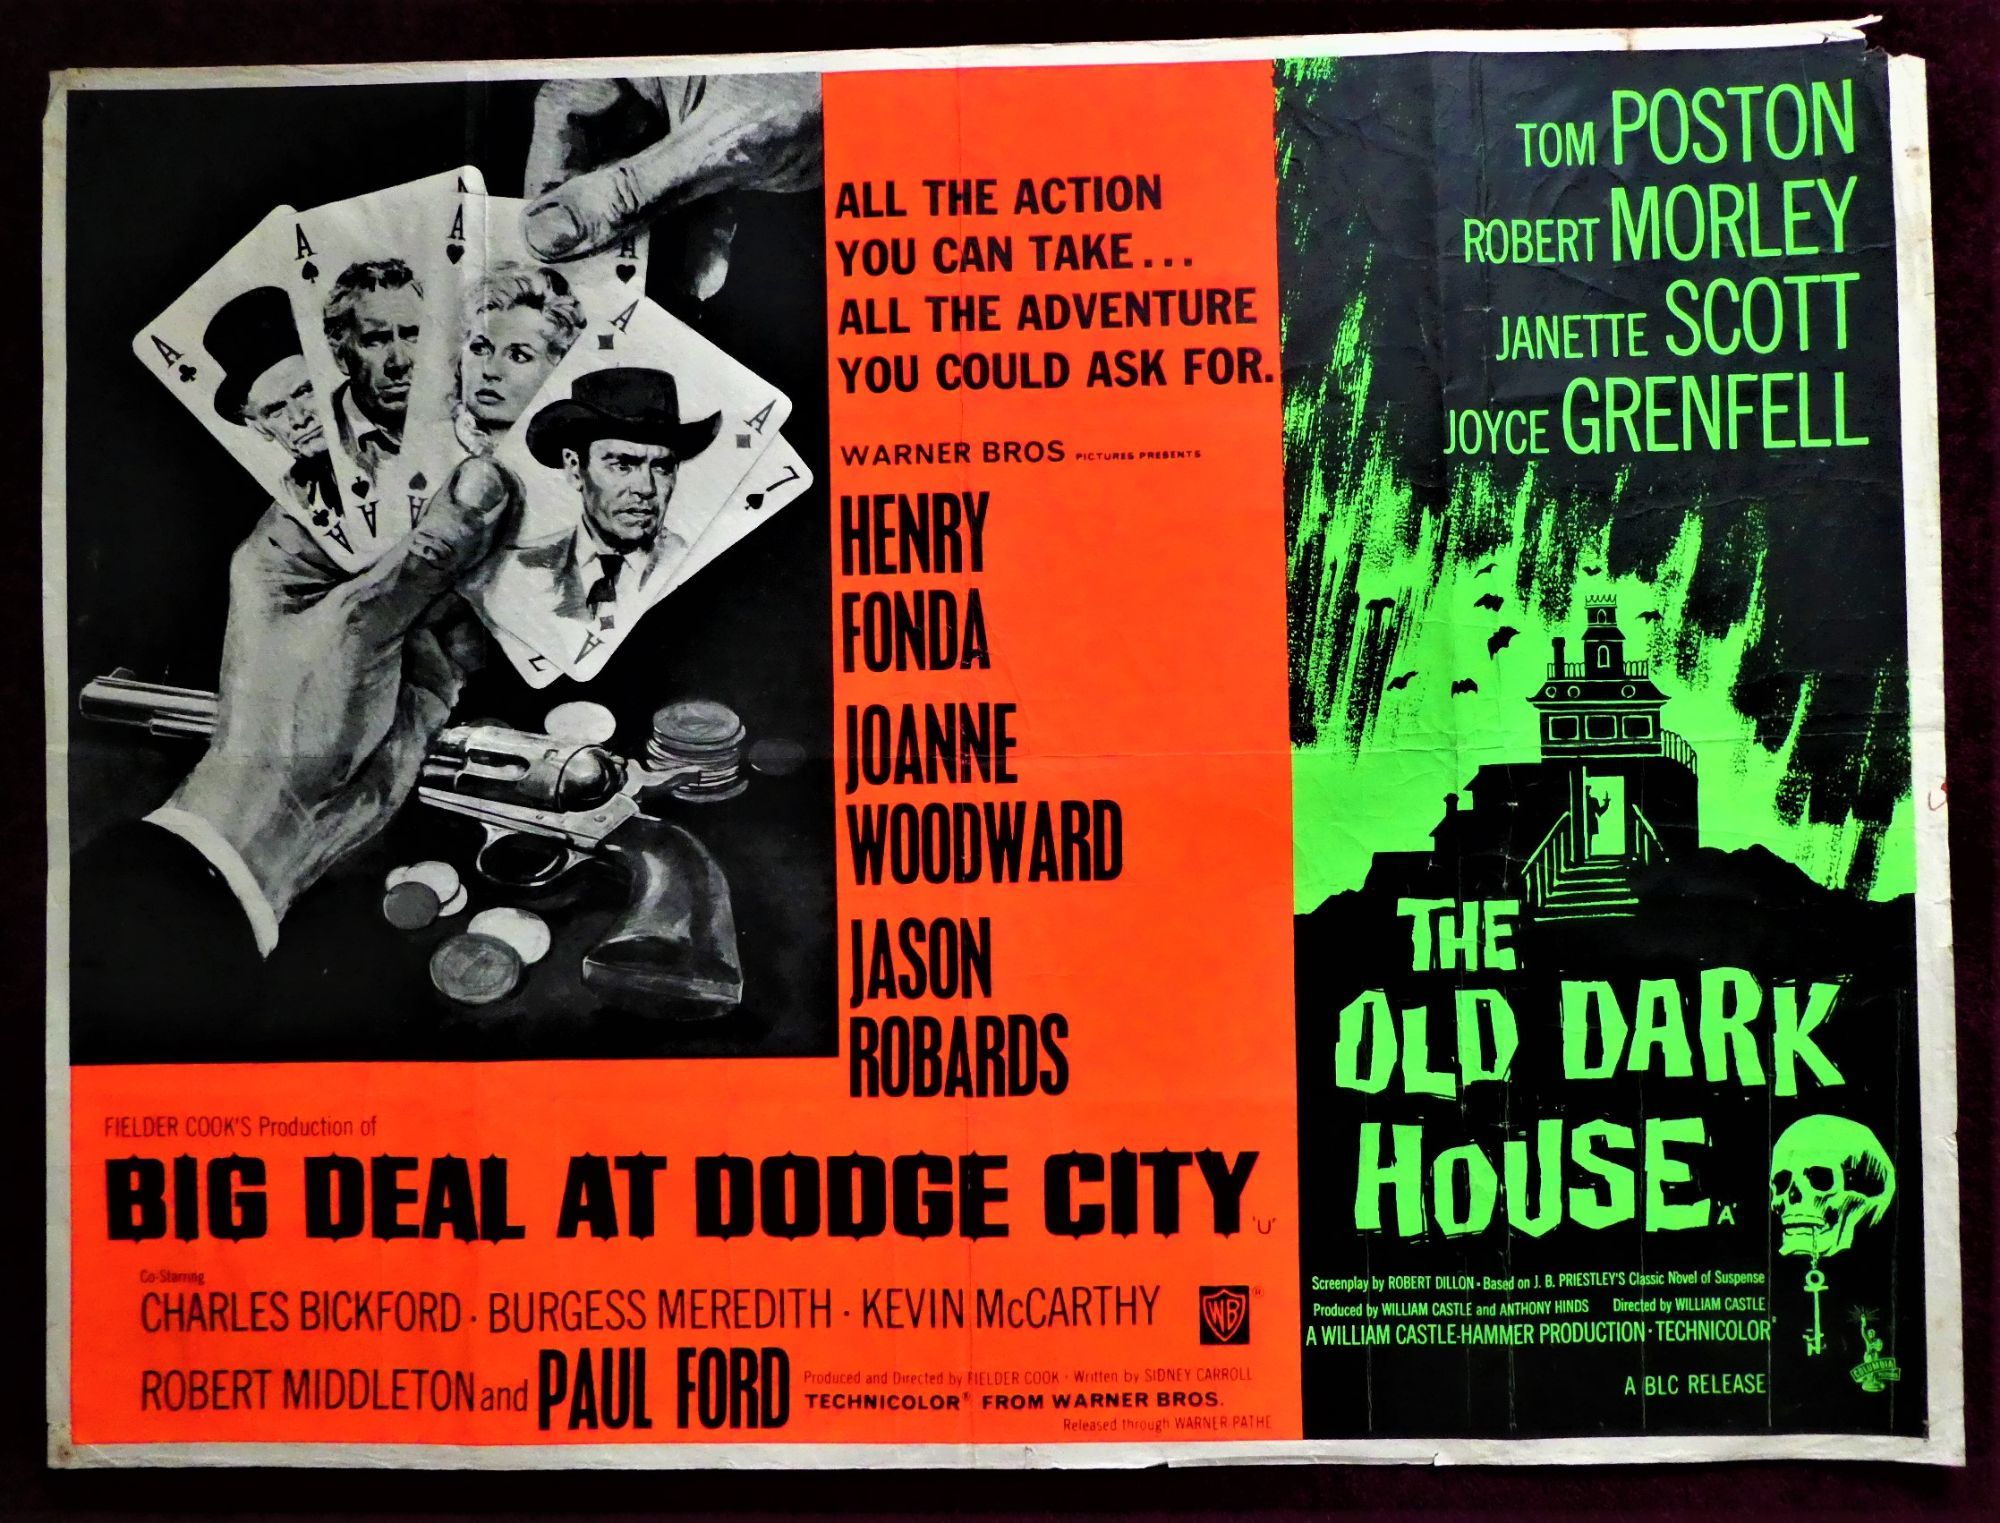 A
A
A
A
A
A
7
A
A
A
A
7
ALL THE ACTION
YOU CAN TAKE...
ALL THE ADVENTURE
YOU COULD ASK FOR.
WARNER BROS PICTURES PRESENTS
HENRY
FONDA
JOANNE
WOODWARD
JASON
ROBARDS
FIELDER COOK'S Production of
BIG DEAL AT DODGE CITY 'U'
Co-Starring
CHARLES BICKFORD · BURGESS MEREDITH · KEVIN McCARTHY
WB ®
ROBERT MIDDLETON and PAUL FORD
Produced and Directed by FIELDER COOK · Written by SIDNEY CARROLL
TECHNICOLOR® FROM WARNER BROS.
Released through WARNER-PATHE
TOM POSTON
ROBERT MORLEY
JANETTE SCOTT
JOYCE GRENFELL
THE
OLD DARK
HOUSE 'A'
Screenplay by ROBERT DILLON · Based on J. B. PRIESTLEY'S Classic Novel of Suspense
Produced by WILLIAM CASTLE and ANTHONY HINDS Directed by WILLIAM CASTLE
A WILLIAM CASTLE-HAMMER PRODUCTION · TECHNICOLOR®
COLUMBIA
A BLC RELEASE